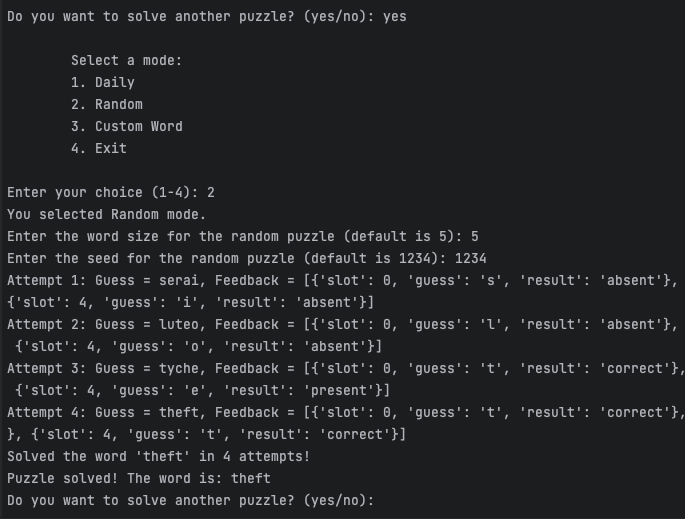 Do you want to solve another puzzle? (yes/no): yes
Select a mode:
1. Daily
2. Random
3. Custom Word
4. Exit
Enter your choice (1-4): 2
You selected Random mode.
Enter the word size for the random puzzle (default is 5): 5
Enter the seed for the random puzzle (default is 1234): 1234
Attempt 1: Guess = serai, Feedback = [{'slot': 0, 'guess': 's', 'result': 'absent'},
{'slot': 4, 'guess': 'i', 'result': 'absent'}]
Attempt 2: Guess = luteo, Feedback = [{'slot': 0, 'guess': 'l', 'result': 'absent'},
{'slot': 4, 'guess': 'o', 'result': 'absent'}]
Attempt 3: Guess = tyche, Feedback = [{'slot': 0, 'guess': 't', 'result': 'correct'},
{'slot': 4, 'guess': 'e', 'result': 'present'}]
Attempt 4: Guess = theft, Feedback = [{'slot': 0, 'guess': 't', 'result': 'correct'},
}, {'slot': 4, 'guess': 't', 'result': 'correct'}]
Solved the word 'theft' in 4 attempts!
Puzzle solved! The word is: theft
Do you want to solve another puzzle? (yes/no):